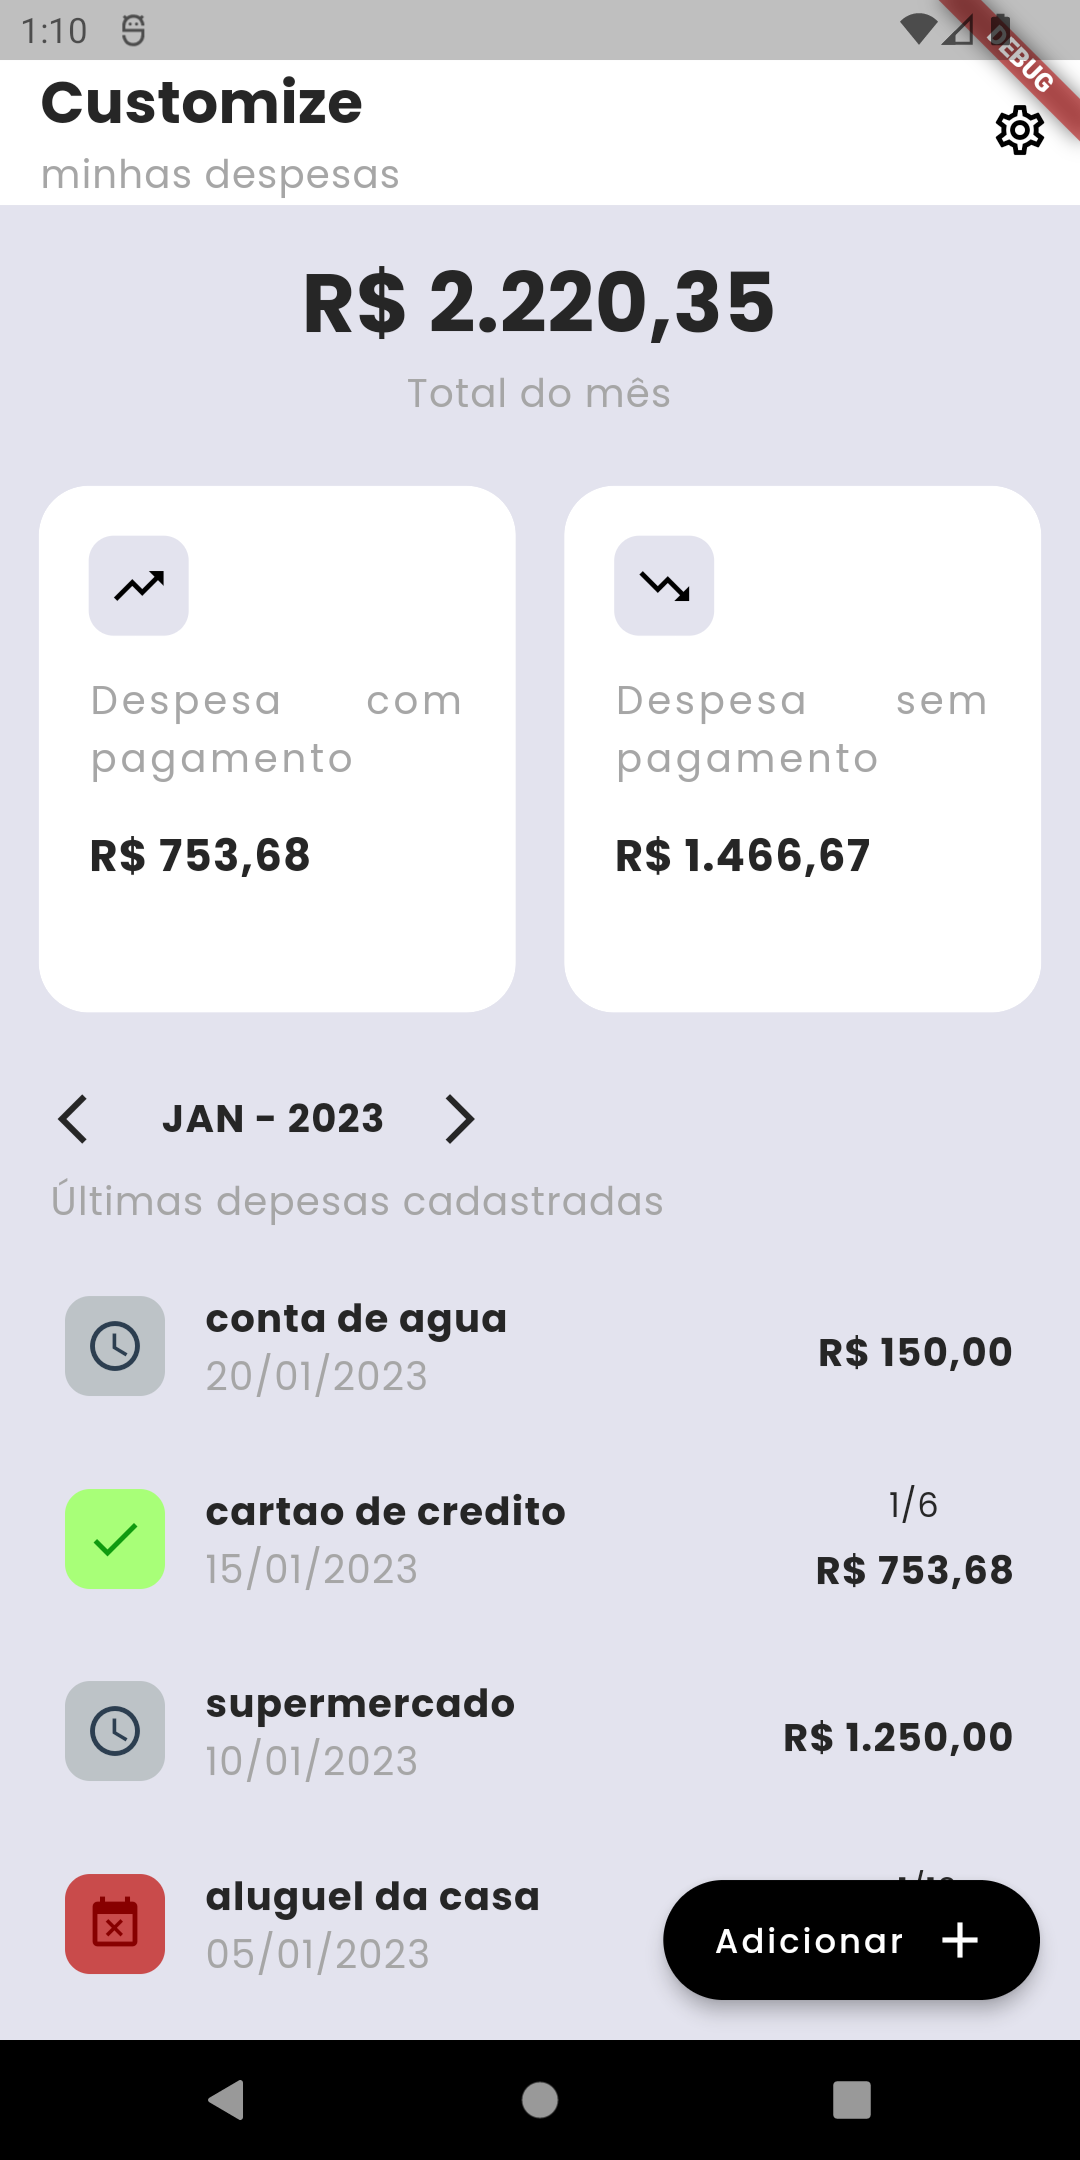 1:10
DEBUG
Customize
minhas despesas
R$ 2.220,35
Total do mês
Despesa com
pagamento
R$ 753,68
Despesa sem
pagamento
R$ 1.466,67
JAN - 2023
Últimas depesas cadastradas
conta de agua
20/01/2023
R$ 150,00
cartao de credito
15/01/2023
1/6
R$ 753,68
supermercado
10/01/2023
R$ 1.250,00
aluguel da casa
05/01/2023
Adicionar